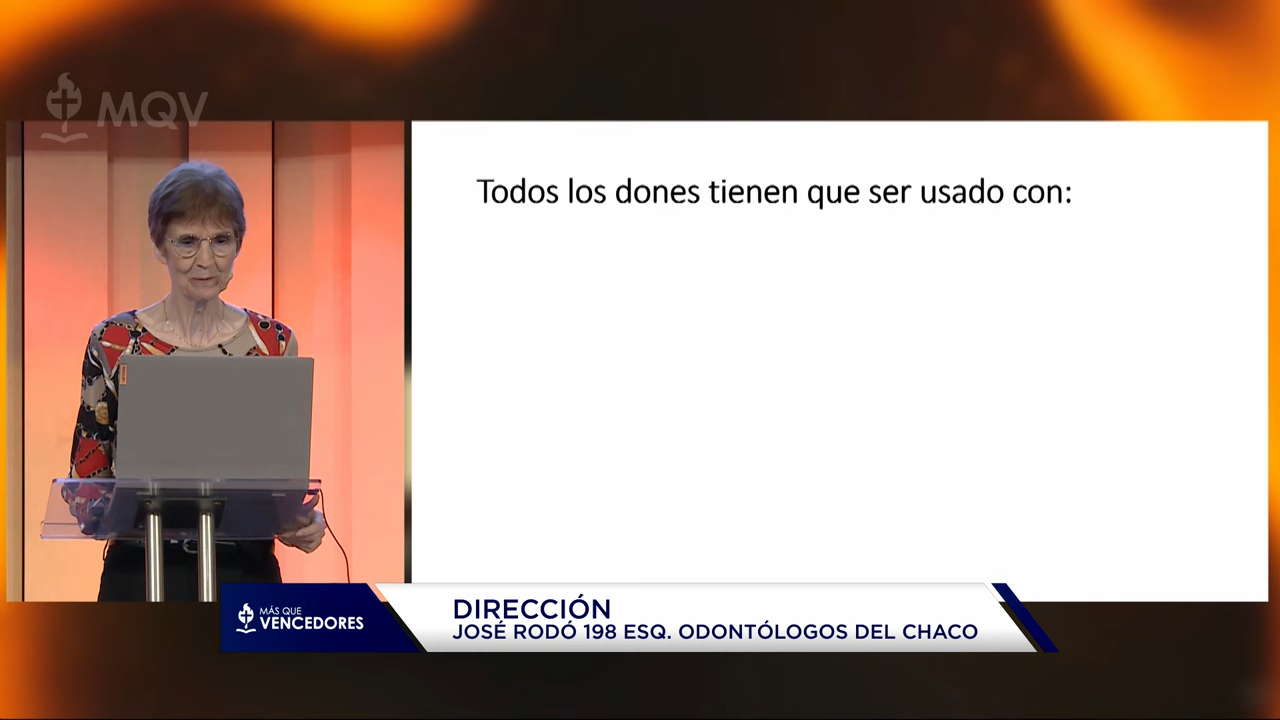 MQV
Todos los dones tienen que ser usado con:
MÁS QUE
VENCEDORES
DIRECCIÓN
JOSÉ RODÓ 198 ESQ. ODONTÓLOGOS DEL CHACO